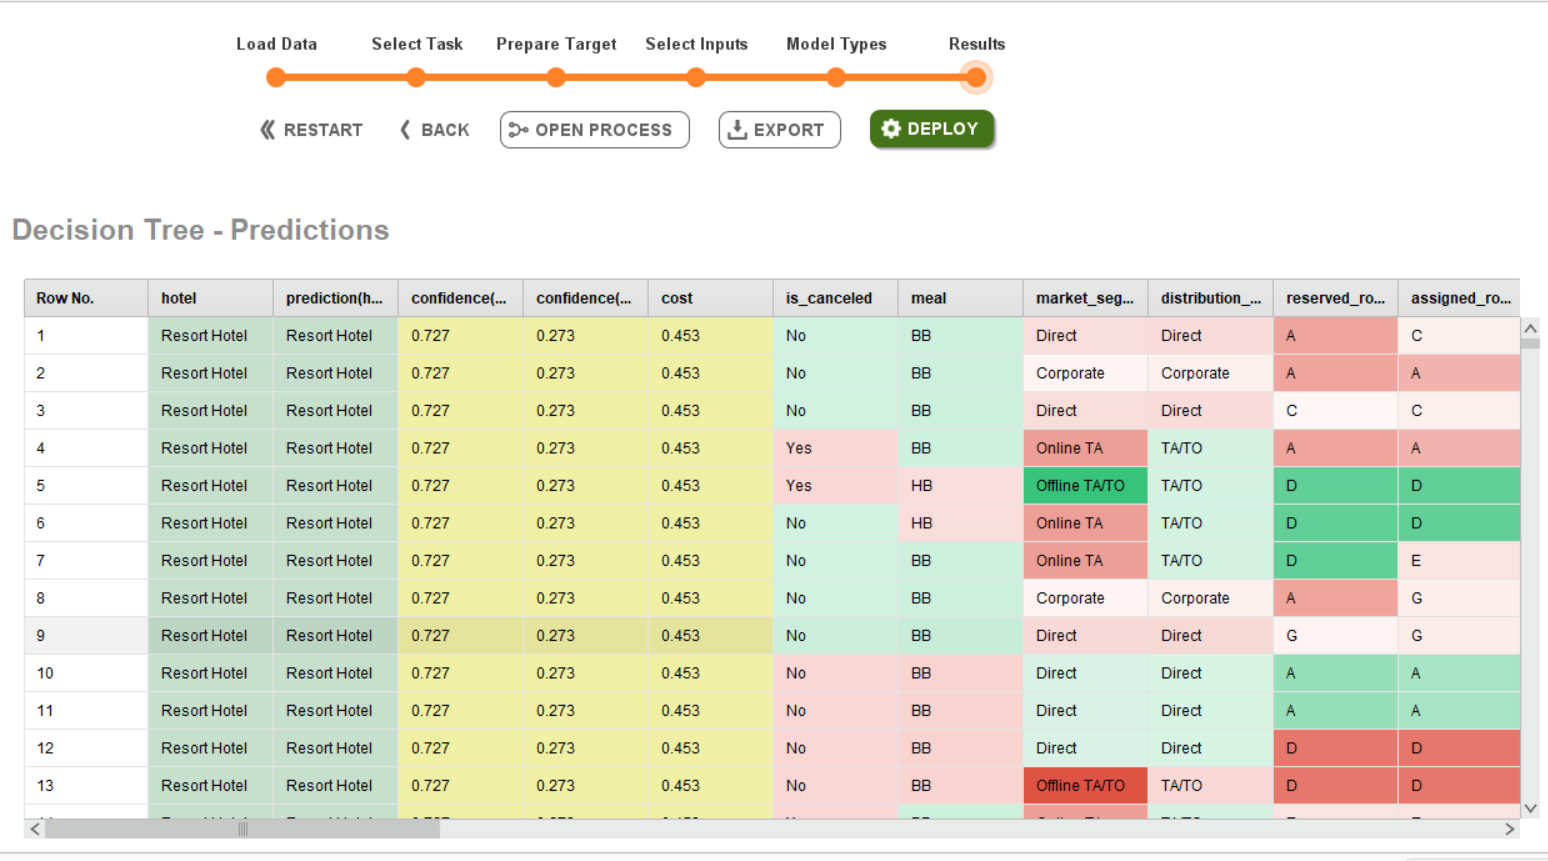 Load Data Select Task Prepare Target Select Inputs Model Types Results
RESTART BACK OPEN PROCESS EXPORT DEPLOY
Decision Tree - Predictions
Row No. hotel prediction(h... confidence(... confidence(... cost is_canceled meal market_seg... distribution_... reserved_ro... assigned_ro...
1 Resort Hotel Resort Hotel 0.727 0.273 0.453 No BB Direct Direct A C
2 Resort Hotel Resort Hotel 0.727 0.273 0.453 No BB Corporate Corporate A A
3 Resort Hotel Resort Hotel 0.727 0.273 0.453 No BB Direct Direct C C
4 Resort Hotel Resort Hotel 0.727 0.273 0.453 Yes BB Online TA TA/TO A A
5 Resort Hotel Resort Hotel 0.727 0.273 0.453 Yes HB Offline TA/TO TA/TO D D
6 Resort Hotel Resort Hotel 0.727 0.273 0.453 No HB Online TA TA/TO D D
7 Resort Hotel Resort Hotel 0.727 0.273 0.453 No BB Online TA TA/TO D E
8 Resort Hotel Resort Hotel 0.727 0.273 0.453 No BB Corporate Corporate A G
9 Resort Hotel Resort Hotel 0.727 0.273 0.453 No BB Direct Direct G G
10 Resort Hotel Resort Hotel 0.727 0.273 0.453 No BB Direct Direct A A
11 Resort Hotel Resort Hotel 0.727 0.273 0.453 No BB Direct Direct A A
12 Resort Hotel Resort Hotel 0.727 0.273 0.453 No BB Direct Direct D D
13 Resort Hotel Resort Hotel 0.727 0.273 0.453 No BB Offline TA/TO TA/TO D D